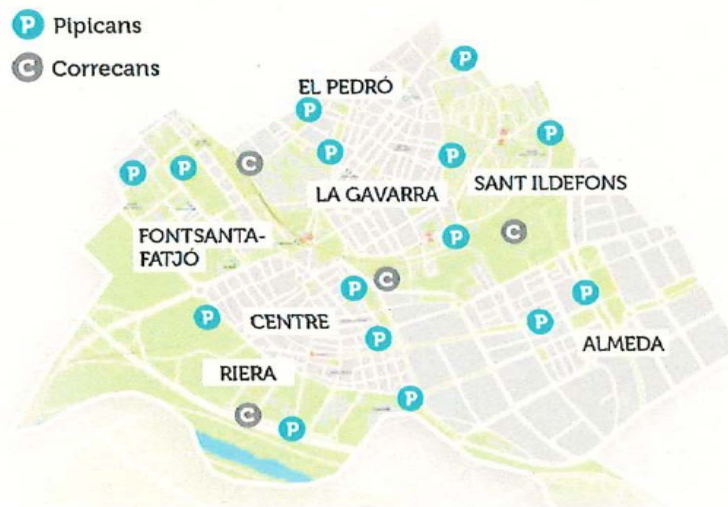 P Pipicans
C Correcans
P
EL PEDRÓ
P
P
P
P
C
P
P
LA GAVARRA
SANT ILDEFONS
FONTSANTA-
FATJÓ
C
P
C
P
P
P
CENTRE
P
P
ALMEDA
RIERA
P
C
P